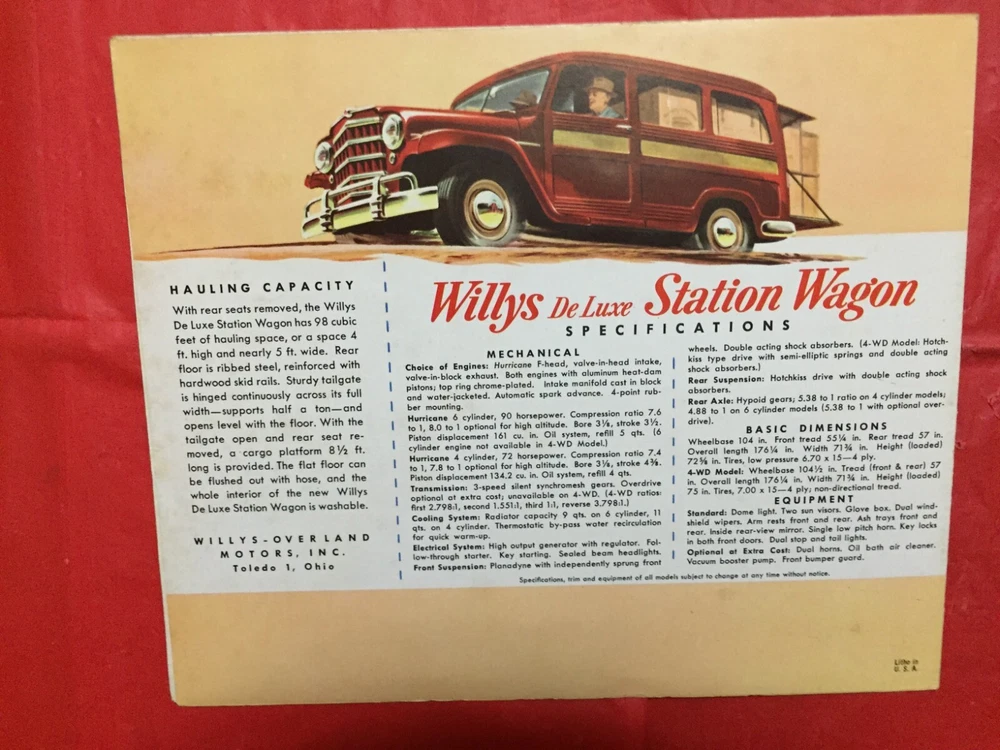 HAULING CAPACITY
With rear seats removed, the Willys
De Luxe Station Wagon has 98 cubic
feet of hauling space, or a space 4
ft. high and nearly 5 ft. wide. Rear
floor is ribbed steel, reinforced with
hardwood skid rails. Sturdy tailgate
is hinged continuously across its full
width—supports half a ton—and
opens level with the floor. With the
tailgate open and rear seat re-
moved, a cargo platform 8½ ft.
long is provided. The flat floor can
be flushed out with hose, and the
whole interior of the new Willys
De Luxe Station Wagon is washable.
WILLYS-OVERLAND
MOTORS, INC.
Toledo 1, Ohio
Willys De Luxe Station Wagon
SPECIFICATIONS
MECHANICAL
Choice of Engines: Hurricane F-head, valve-in-head intake,
valve-in-block exhaust. Both engines with aluminum heat-dam
pistons; top ring chrome-plated. Intake manifold cast in block
and water-jacketed. Automatic spark advance. 4-point rub-
ber mounting.
Hurricane 6 cylinder, 90 horsepower. Compression ratio 7.6
to 1, 8.0 to 1 optional for high altitude. Bore 3⅛, stroke 3½.
Piston displacement 161 cu. in. Oil system, refill 5 qts. (6
cylinder engine not available in 4-WD Model.)
Hurricane 4 cylinder, 72 horsepower. Compression ratio 7.4
to 1, 7.8 to 1 optional for high altitude. Bore 3⅛, stroke 4⅜.
Piston displacement 134.2 cu. in. Oil system, refill 4 qts.
Transmission: 3-speed silent synchromesh gears. Overdrive
optional at extra cost; unavailable on 4-WD. (4-WD ratios:
first 2.798:1, second 1.551:1, third 1:1, reverse 3.798:1.)
Cooling System: Radiator capacity 9 qts. on 6 cylinder, 11
qts. on 4 cylinder. Thermostatic by-pass water recirculation
for quick warm-up.
Electrical System: High output generator with regulator. Fol-
low-through starter. Key starting. Sealed beam headlights.
Front Suspension: Planadyne with independently sprung front
wheels. Double acting shock absorbers. (4-WD Model: Hotch-
kiss type drive with semi-elliptic springs and double acting
shock absorbers.)
Rear Suspension: Hotchkiss drive with double acting shock
absorbers.
Rear Axle: Hypoid gears; 5.38 to 1 ratio on 4 cylinder models;
4.88 to 1 on 6 cylinder models (5.38 to 1 with optional over-
drive).
BASIC DIMENSIONS
Wheelbase 104 in. Front tread 55¼ in. Rear tread 57 in.
Overall length 176¼ in. Width 71¾ in. Height (loaded)
72⅝ in. Tires, low pressure 6.70 x 15—4 ply.
4-WD Model: Wheelbase 104½ in. Tread (front & rear) 57
in. Overall length 176¼ in. Width 71¾ in. Height (loaded)
75 in. Tires, 7.00 x 15—4 ply; non-directional tread.
EQUIPMENT
Standard: Dome light. Two sun visors. Glove box. Dual wind-
shield wipers. Arm rests front and rear. Ash trays front and
rear. Inside rear-view mirror. Single low pitch horn. Key locks
in both front doors. Dual stop and tail lights.
Optional at Extra Cost: Dual horns. Oil bath air cleaner.
Vacuum booster pump. Front bumper guard.
Specifications, trim and equipment of all models subject to change at any time without notice.
Litho in
U. S. A.